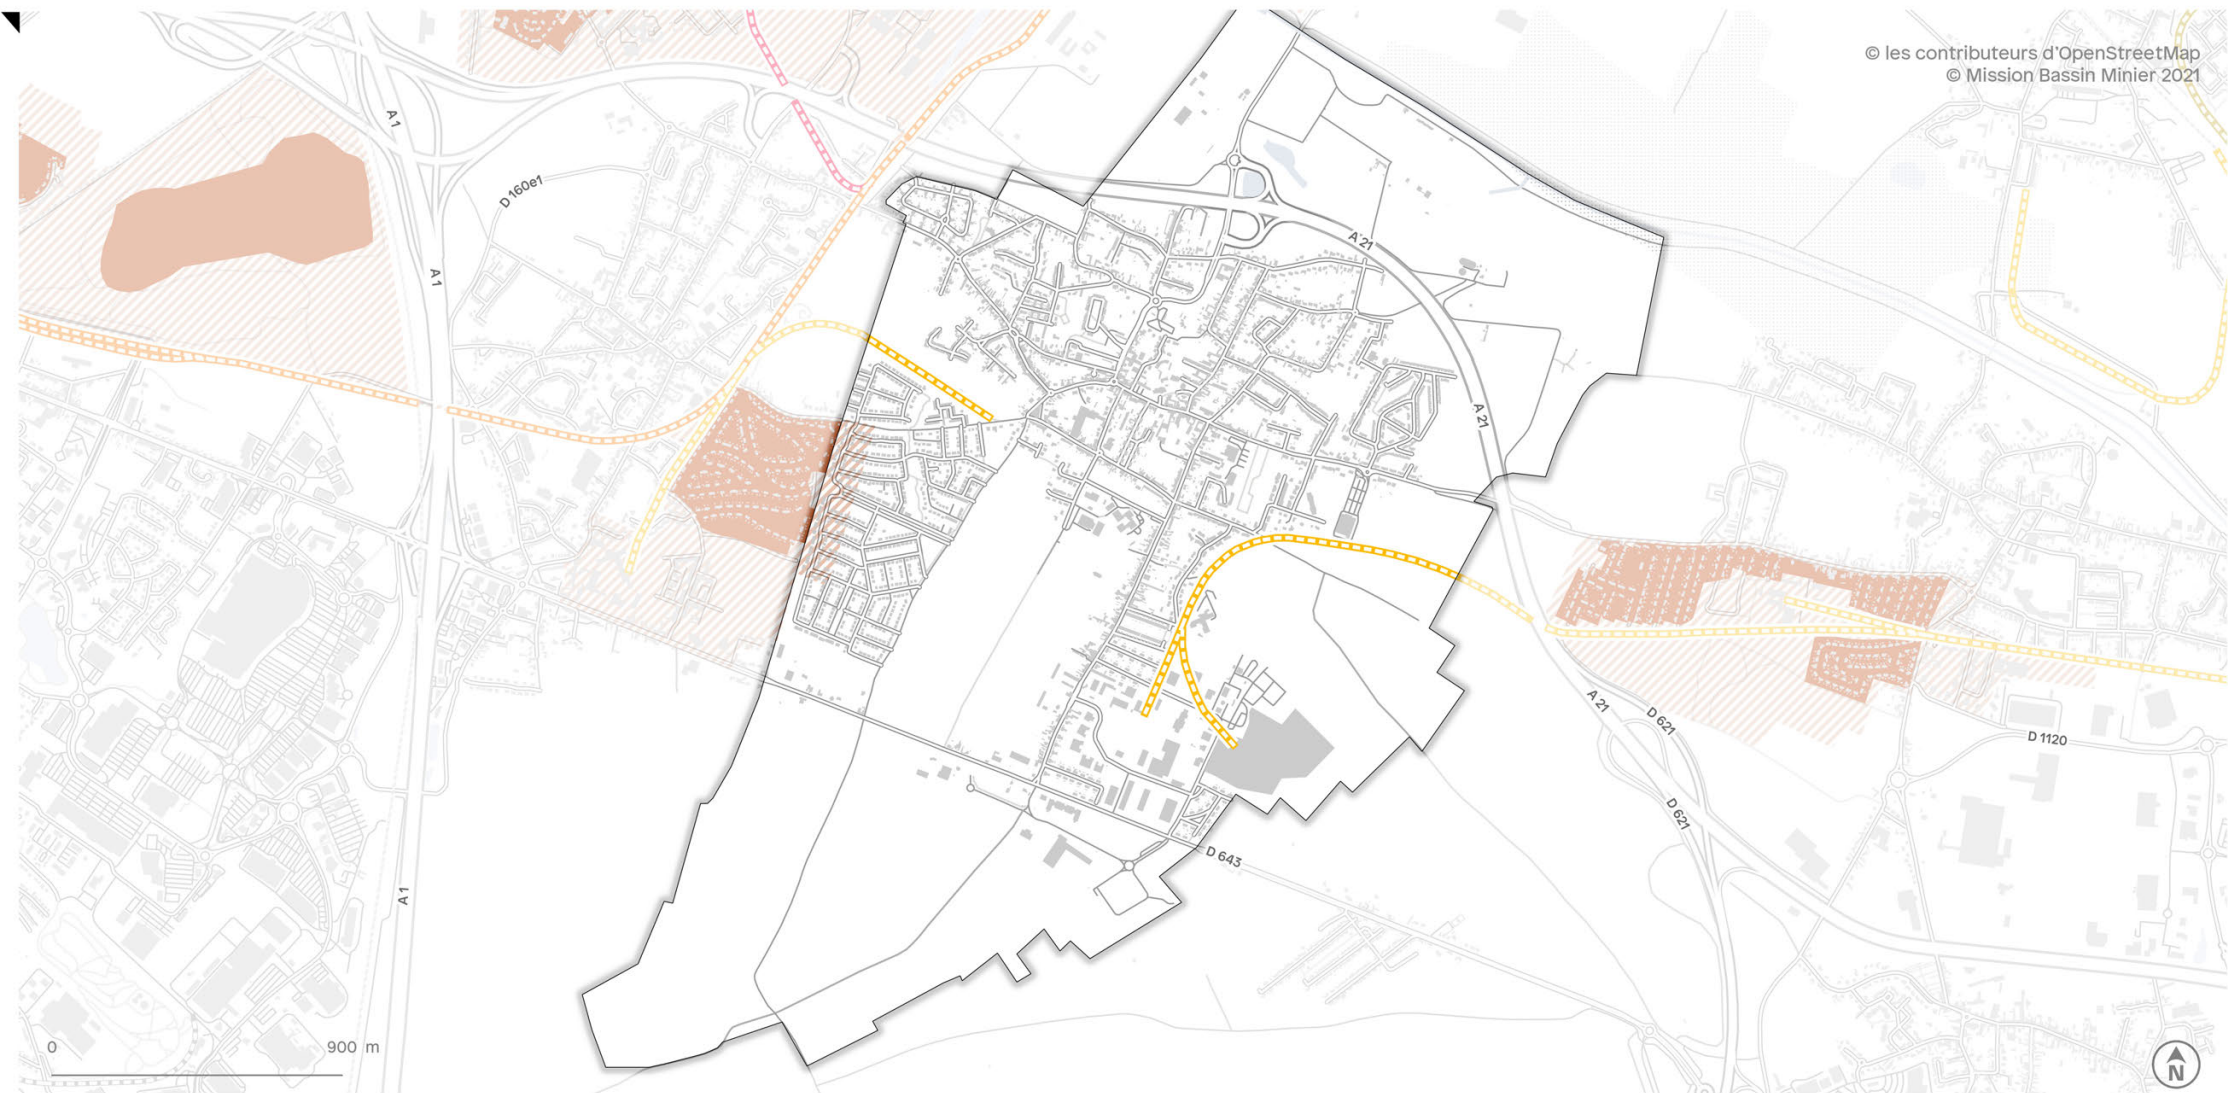 © les contributeurs d'OpenStreetMap
© Mission Bassin Minier 2021
A 1
D 160e1
A 21
A 1
A 21
A 21
D 621
D 1120
D 621
D 643
A 1
0
900 m
N